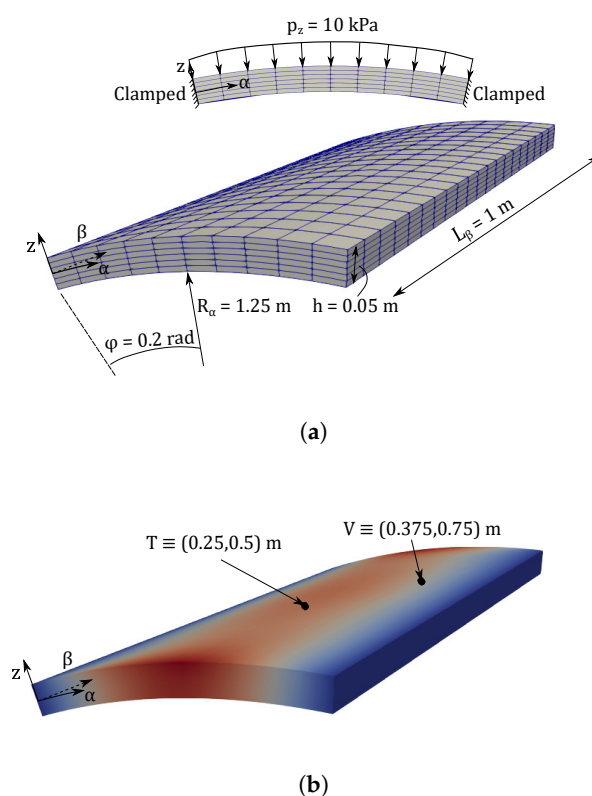 p_z = 10 kPa
z
α
Clamped
Clamped
z
β
α
L_β = 1 m
R_α = 1.25 m
h = 0.05 m
φ = 0.2 rad
(a)
T ≡ (0.25,0.5) m
V ≡ (0.375,0.75) m
z
β
α
(b)